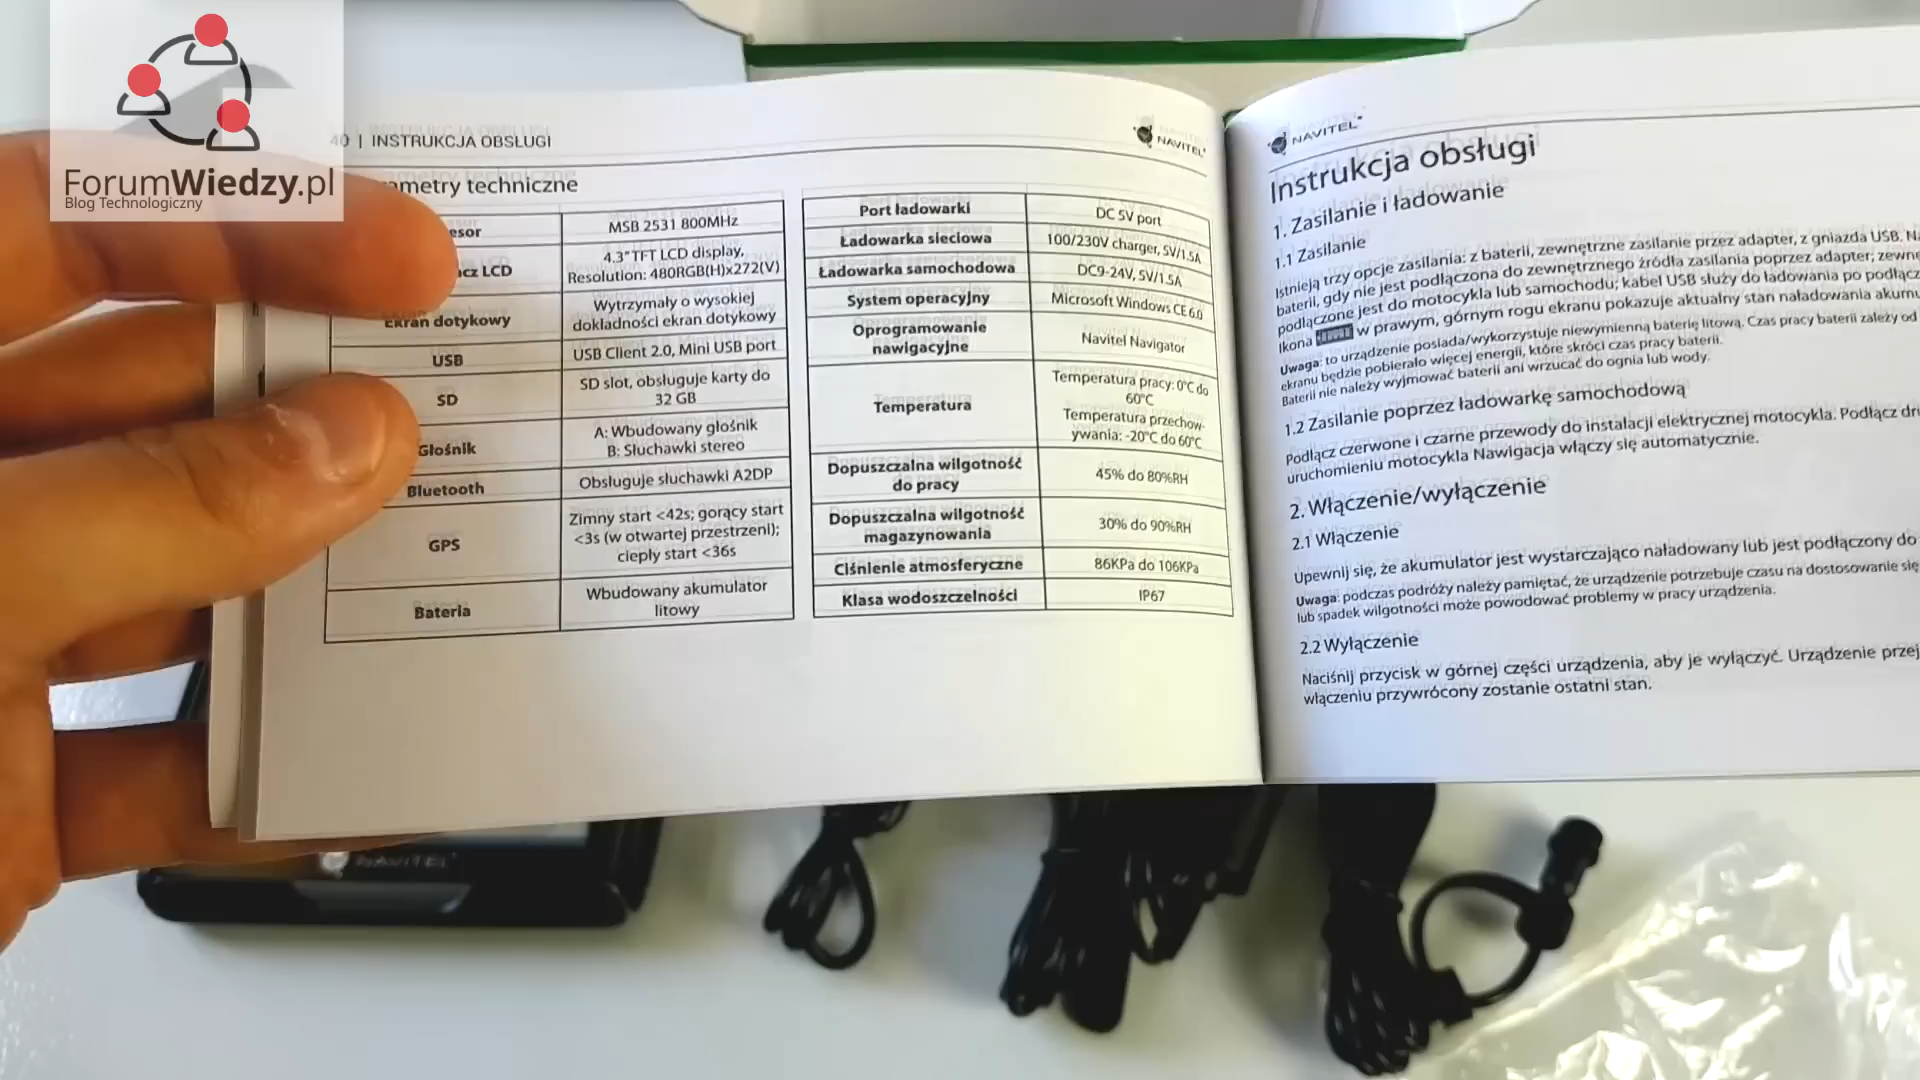 ForumWiedzy.pl
Blog Technologiczny
40 | INSTRUKCJA OBSŁUGI
NAVITEL
metry techniczne
esor
MSB 2531 800MHz
cz LCD
4.3" TFT LCD display,
Resolution: 480RGB(H)x272(V)
Ekran dotykowy
Wytrzymały o wysokiej
dokładności ekran dotykowy
USB
USB Client 2.0, Mini USB port
SD
SD slot, obsługuje karty do
32 GB
Głośnik
A: Wbudowany głośnik
B: Słuchawki stereo
Bluetooth
Obsługuje słuchawki A2DP
GPS
Zimny start <42s; gorący start
<3s (w otwartej przestrzeni);
ciepły start <36s
Bateria
Wbudowany akumulator
litowy
Port ładowarki
DC 5V port
Ładowarka sieciowa
100/230V charger, 5V/1.5A
Ładowarka samochodowa
DC9-24V, 5V/1.5A
System operacyjny
Microsoft Windows CE 6.0
Oprogramowanie
nawigacyjne
Navitel Navigator
Temperatura
Temperatura pracy: 0°C do
60°C
Temperatura przechow-
ywania: -20°C do 60°C
Dopuszczalna wilgotność
do pracy
45% do 80%RH
Dopuszczalna wilgotność
magazynowania
30% do 90%RH
Ciśnienie atmosferyczne
86KPa do 106KPa
Klasa wodoszczelności
IP67
NAVITEL
Instrukcja obsługi
1. Zasilanie i ładowanie
1.1 Zasilanie
Istnieją trzy opcje zasilania: z baterii, zewnętrzne zasilanie przez adapter, z gniazda USB.
baterii, gdy nie jest podłączona do zewnętrznego źródła zasilania poprzez adapter;
podłączone jest do motocykla lub samochodu; kabel USB służy do ładowania po
Ikona w prawym, górnym rogu ekranu pokazuje aktualny stan naładowania
Uwaga: to urządzenie posiada/wykorzystuje niewymienną baterię litową. Czas pracy baterii zależy od
ekranu będzie pobierało więcej energii, które skróci czas pracy baterii.
Baterii nie należy wyjmować baterii ani wrzucać do ognia lub wody.
1.2 Zasilanie poprzez ładowarkę samochodową
Podłącz czerwone i czarne przewody do instalacji elektrycznej motocykla. Podłącz
uruchomieniu motocykla Nawigacja włączy się automatycznie.
2. Włączenie/wyłączenie
2.1 Włączenie
Upewnij się, że akumulator jest wystarczająco naładowany lub jest podłączony do
Uwaga: podczas podróży należy pamiętać, że urządzenie potrzebuje czasu na dostosowanie się
lub spadek wilgotności może powodować problemy w pracy urządzenia.
2.2 Wyłączenie
Naciśnij przycisk w górnej części urządzenia, aby je wyłączyć. Urządzenie
włączeniu przywrócony zostanie ostatni stan.
NAVITEL